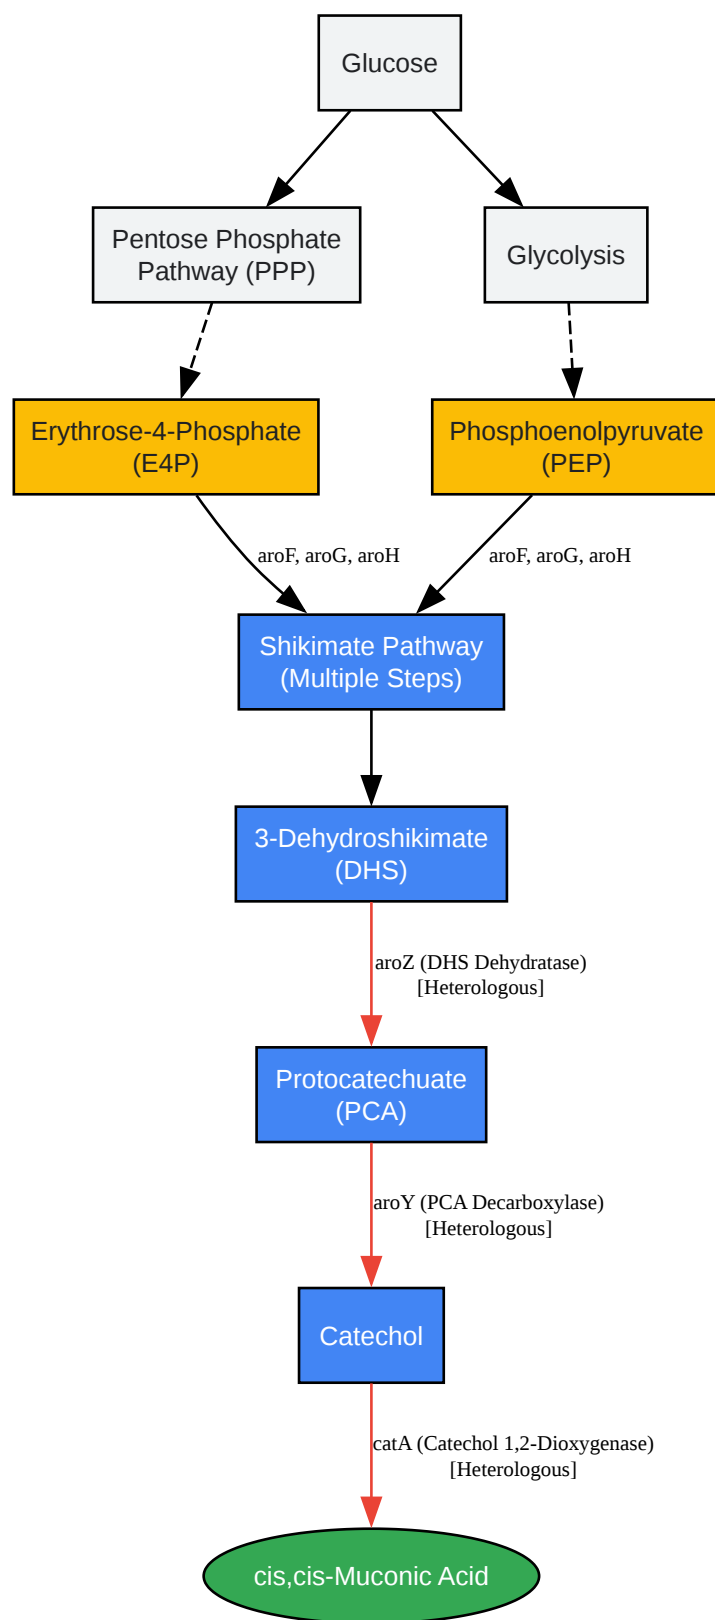 Glucose
Pentose Phosphate
Pathway (PPP)
Glycolysis
Erythrose-4-Phosphate
(E4P)
Phosphoenolpyruvate
(PEP)
aroF, aroG, aroH
aroF, aroG, aroH
Shikimate Pathway
(Multiple Steps)
3-Dehydroshikimate
(DHS)
aroZ (DHS Dehydratase)
[Heterologous]
Protocatechuate
(PCA)
aroY (PCA Decarboxylase)
[Heterologous]
Catechol
catA (Catechol 1,2-Dioxygenase)
[Heterologous]
cis,cis-Muconic Acid